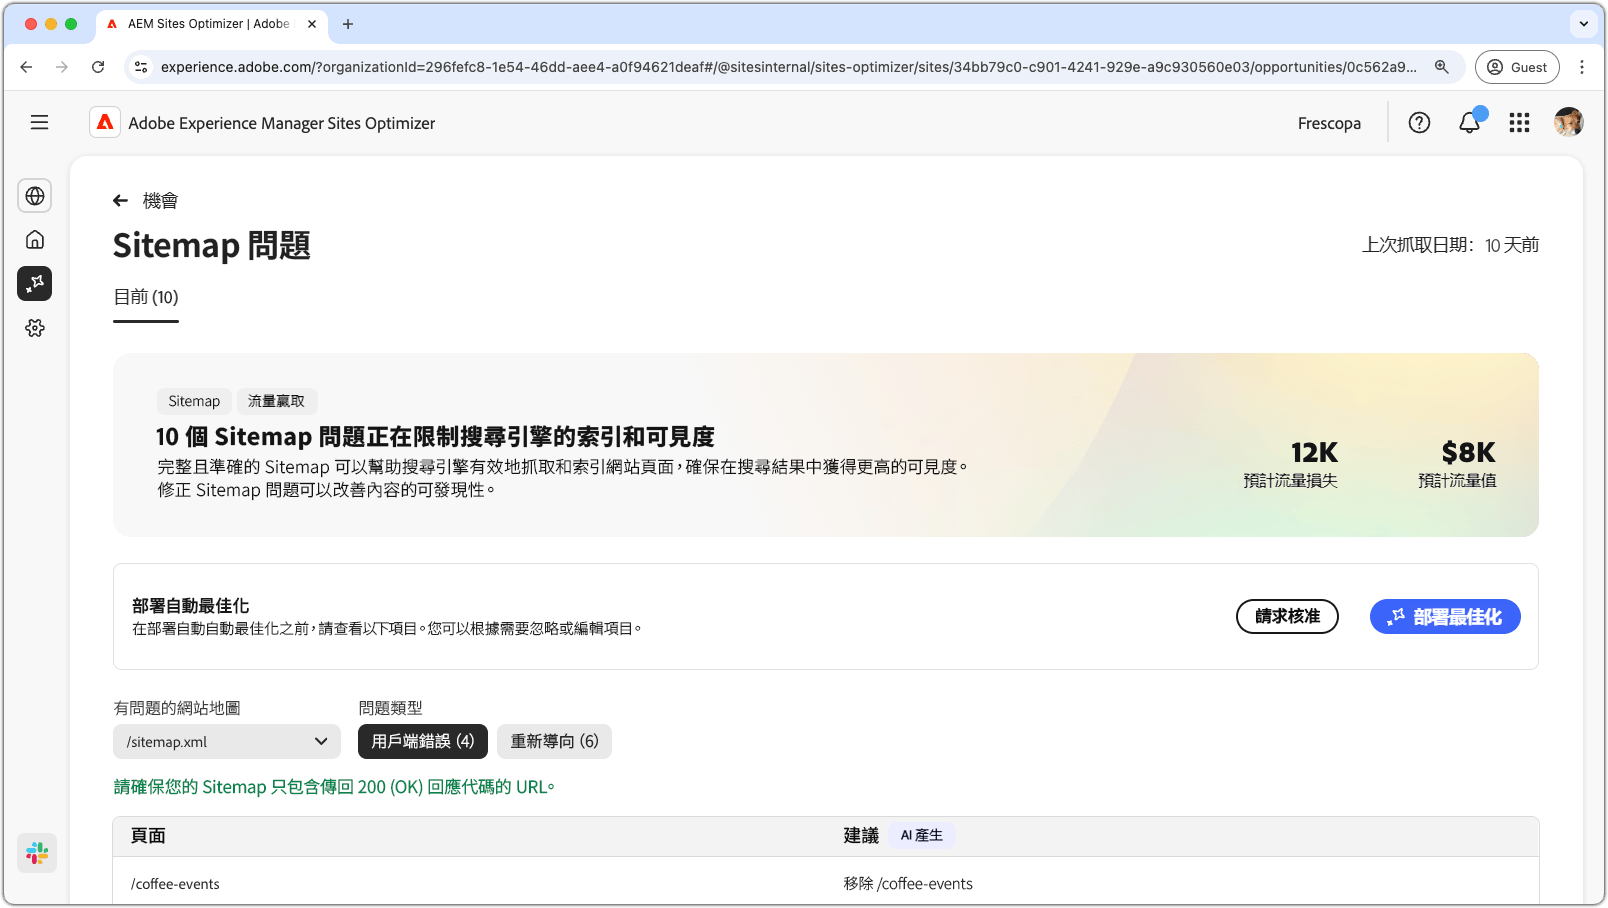 AEM Sites Optimizer | Adobe
experience.adobe.com/?organizationId=296fefc8-1e54-46dd-aee4-a0f94621deaf#/@sitesinternal/sites-optimizer/sites/34bb79c0-c901-4241-929e-a9c930560e03/opportunities/0c562a9...
Guest
Adobe Experience Manager Sites Optimizer
Frescopa
機會
Sitemap 問題
上次抓取日期：10 天前
目前 (10)
Sitemap
流量贏取
10 個 Sitemap 問題正在限制搜尋引擎的索引和可見度
完整且準確的 Sitemap 可以幫助搜尋引擎有效地抓取和索引網站頁面，確保在搜尋結果中獲得更高的可見度。
修正 Sitemap 問題可以改善內容的可發現性。
12K
預計流量損失
$8K
預計流量值
部署自動最佳化
在部署自動自動最佳化之前，請查看以下項目。您可以根據需要忽略或編輯項目。
請求核准
部署最佳化
有問題的網站地圖
問題類型
/sitemap.xml
用戶端錯誤 (4)
重新導向 (6)
請確保您的 Sitemap 只包含傳回 200 (OK) 回應代碼的 URL。
頁面
建議
AI 產生
/coffee-events
移除 /coffee-events